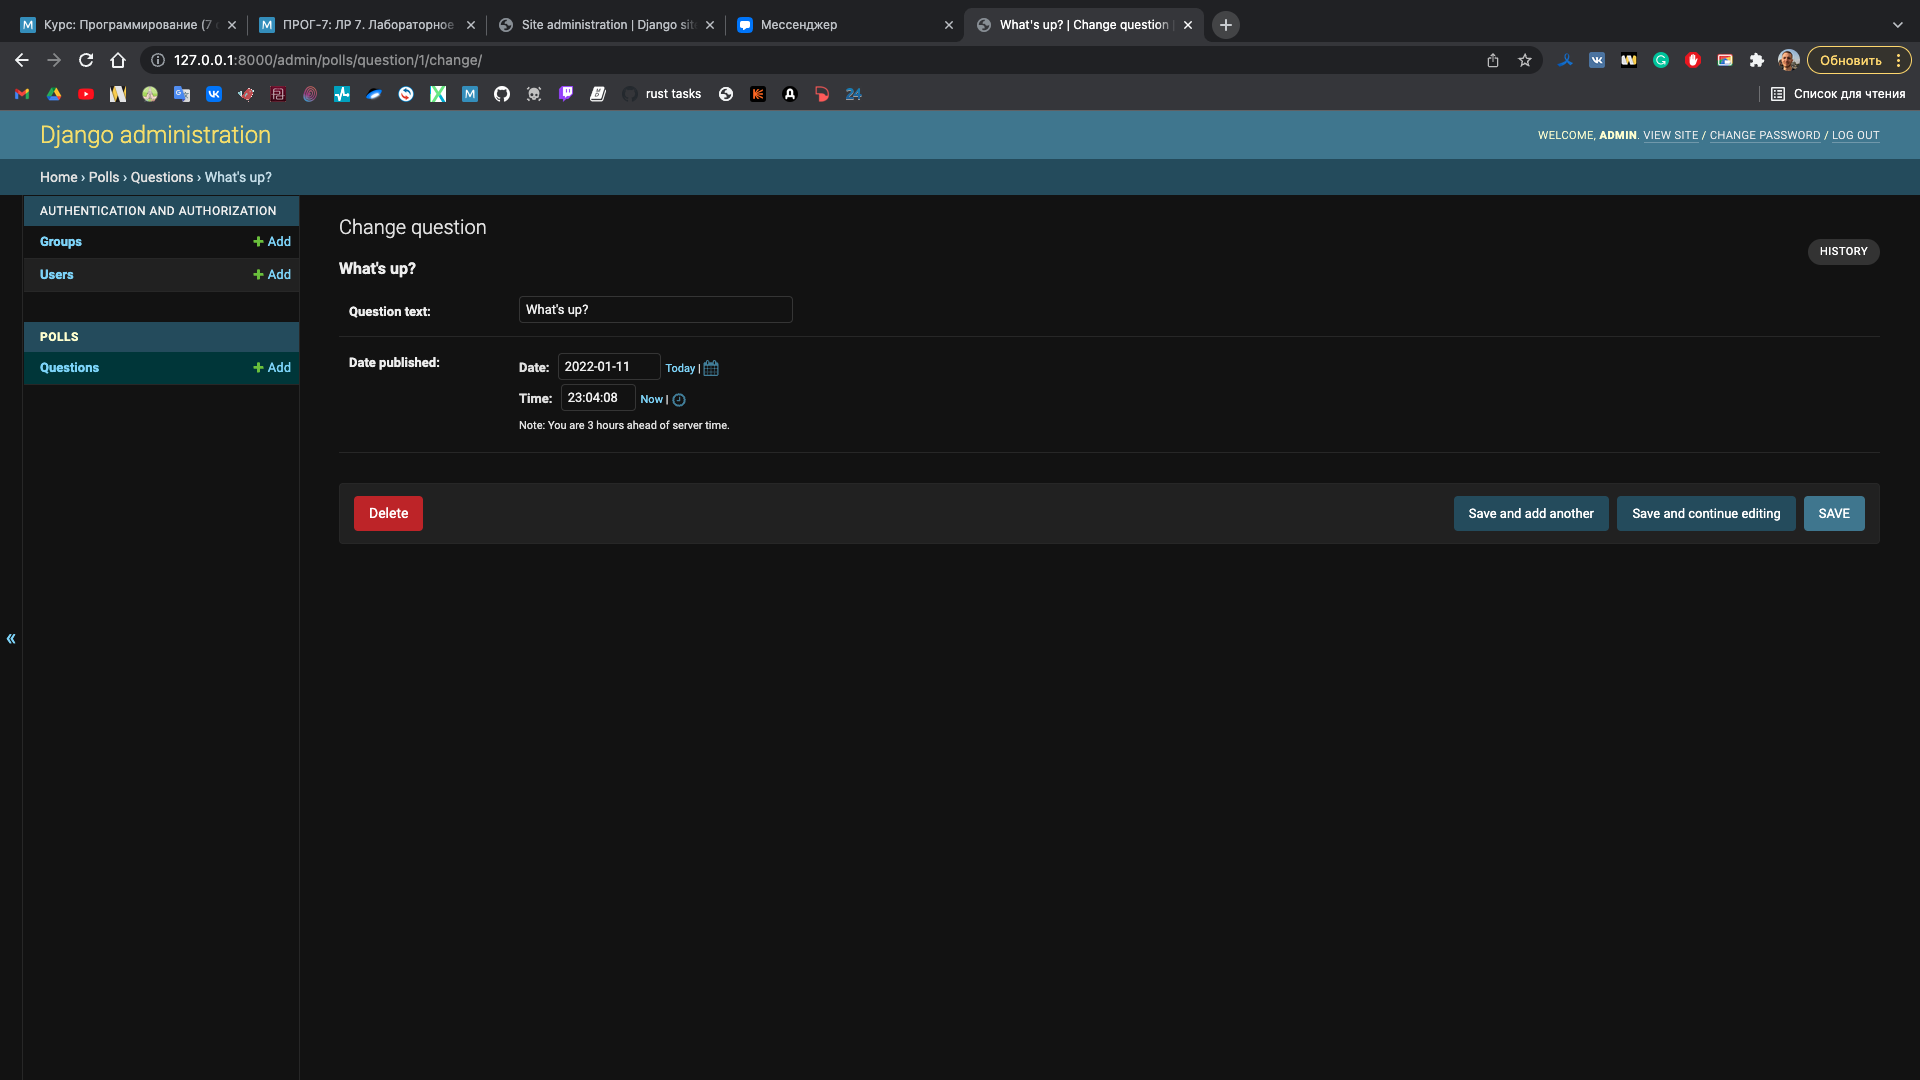 Курс: Программирование (7 с
ПРОГ-7: ЛР 7. Лабораторное
Site administration | Django sit
Мессенджер
What's up? | Change question |
127.0.0.1:8000/admin/polls/question/1/change/
Обновить
rust tasks
24
Список для чтения
Django administration
WELCOME, ADMIN. VIEW SITE / CHANGE PASSWORD / LOG OUT
Home › Polls › Questions › What's up?
AUTHENTICATION AND AUTHORIZATION
Groups + Add
Users + Add
POLLS
Questions + Add
«
Change question
HISTORY
What's up?
Question text: What's up?
Date published:
Date: 2022-01-11 Today |
Time: 23:04:08 Now |
Note: You are 3 hours ahead of server time.
Delete
Save and add another
Save and continue editing
SAVE